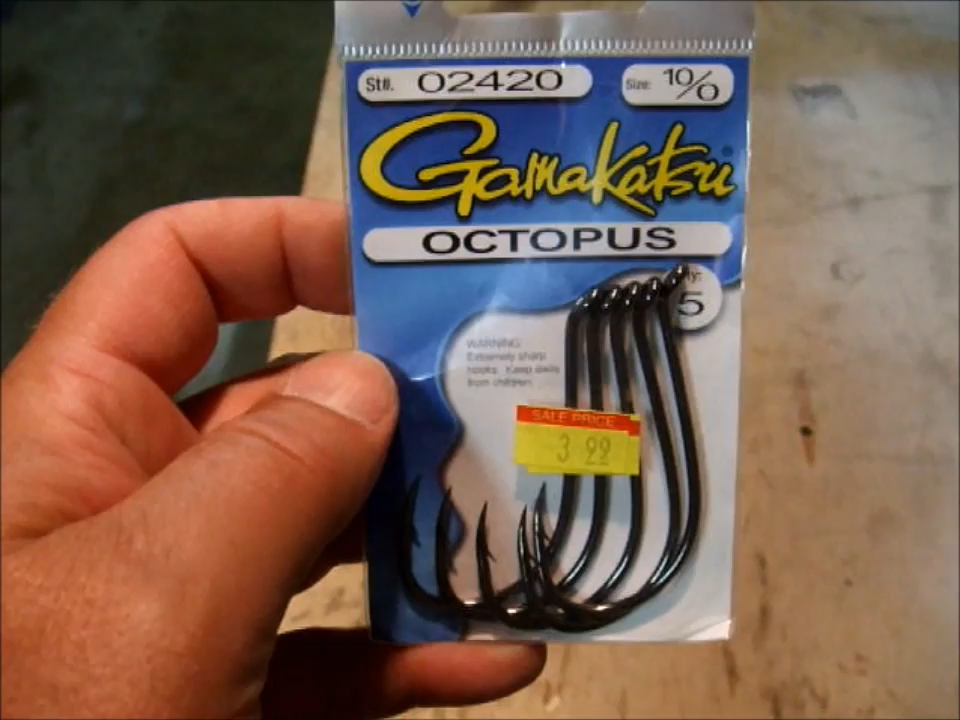 St#. 02420 Size: 10/0
Gamakatsu®
OCTOPUS
5
WARNING:
Extremely sharp
hooks. Keep away
from children.
SALE PRICE
3 99